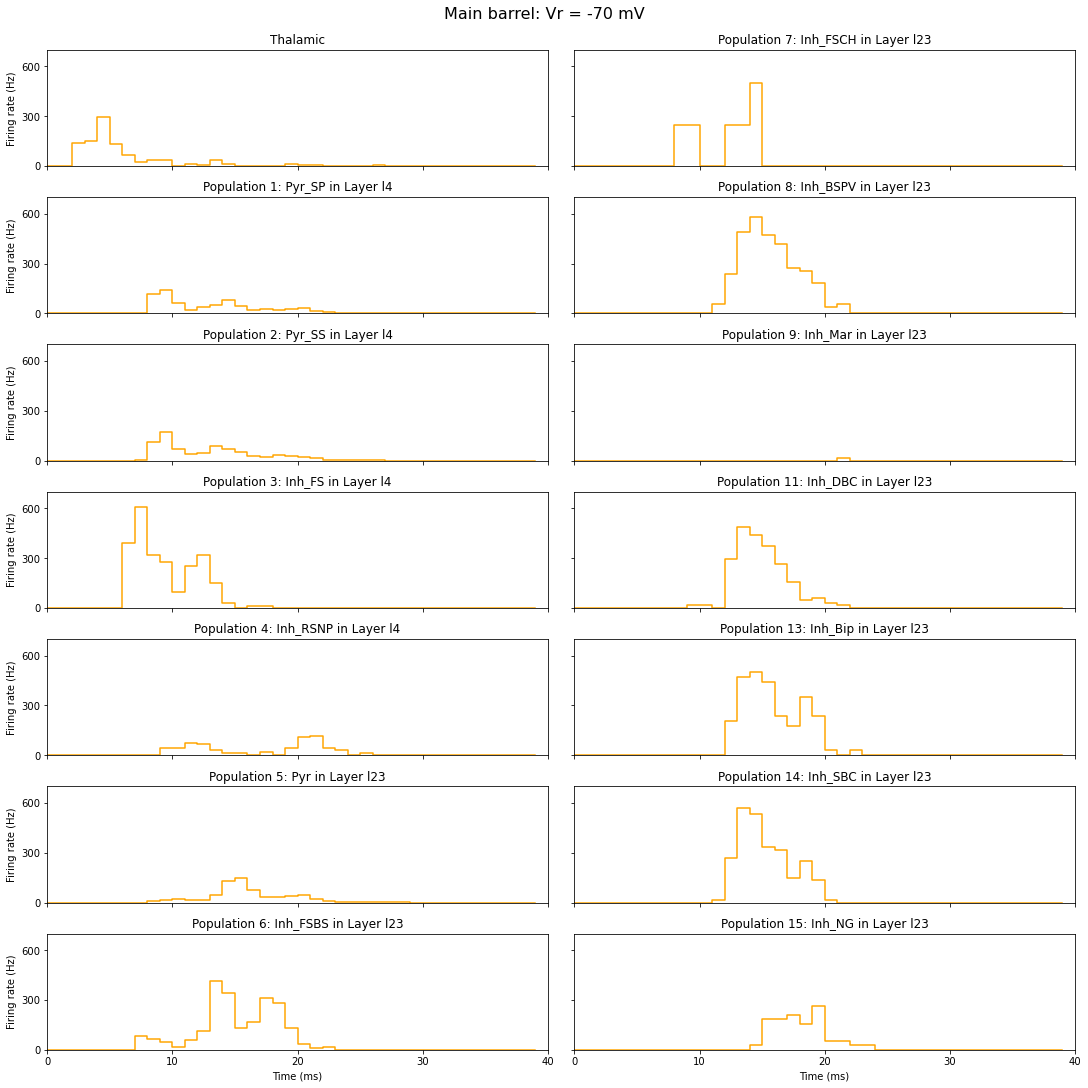 Main barrel: Vr = -70 mV
Thalamic
600
300
0
Firing rate (Hz)
Population 7: Inh_FSCH in Layer l23
Population 1: Pyr_SP in Layer l4
600
300
0
Firing rate (Hz)
Population 8: Inh_BSPV in Layer l23
Population 2: Pyr_SS in Layer l4
600
300
0
Firing rate (Hz)
Population 9: Inh_Mar in Layer l23
Population 3: Inh_FS in Layer l4
600
300
0
Firing rate (Hz)
Population 11: Inh_DBC in Layer l23
Population 4: Inh_RSNP in Layer l4
600
300
0
Firing rate (Hz)
Population 13: Inh_Bip in Layer l23
Population 5: Pyr in Layer l23
600
300
0
Firing rate (Hz)
Population 14: Inh_SBC in Layer l23
Population 6: Inh_FSBS in Layer l23
600
300
0
Firing rate (Hz)
0 10 20 30 40
Time (ms)
Population 15: Inh_NG in Layer l23
0 10 20 30 40
Time (ms)